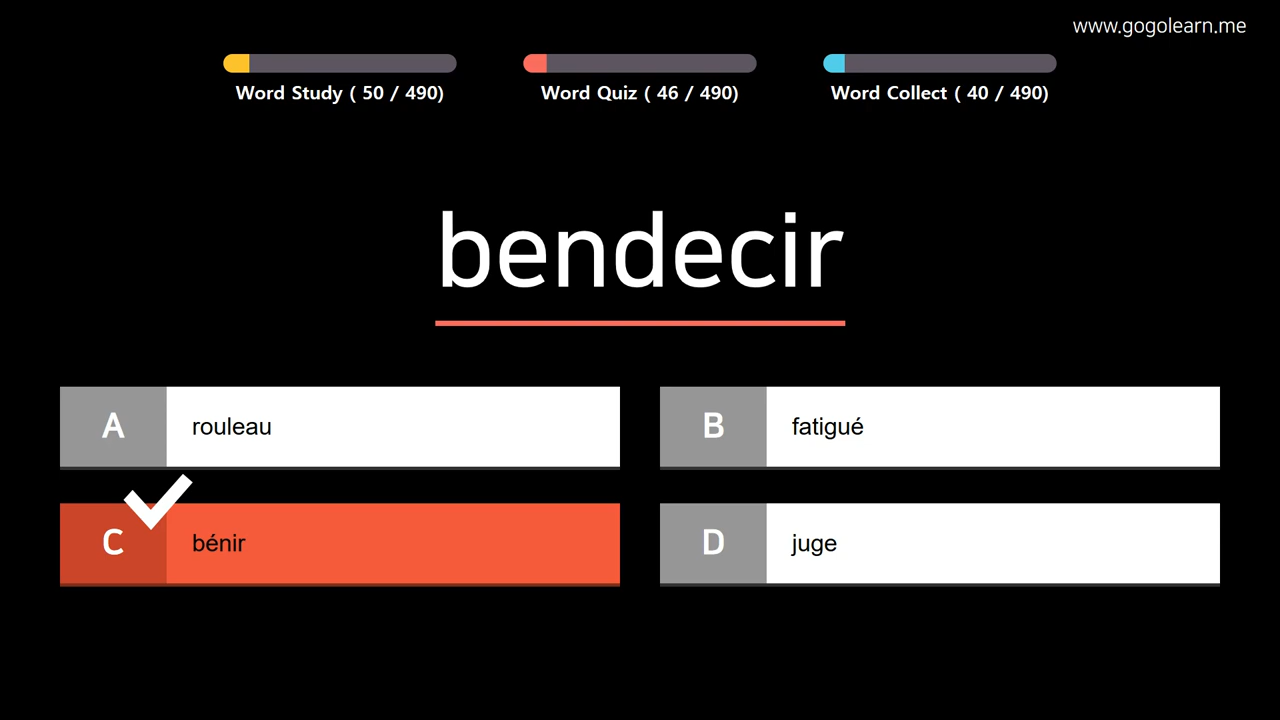 www.gogolearn.me
Word Study ( 50 / 490)
Word Quiz ( 46 / 490)
Word Collect ( 40 / 490)
bendecir
A rouleau
B fatigué
C bénir
D juge